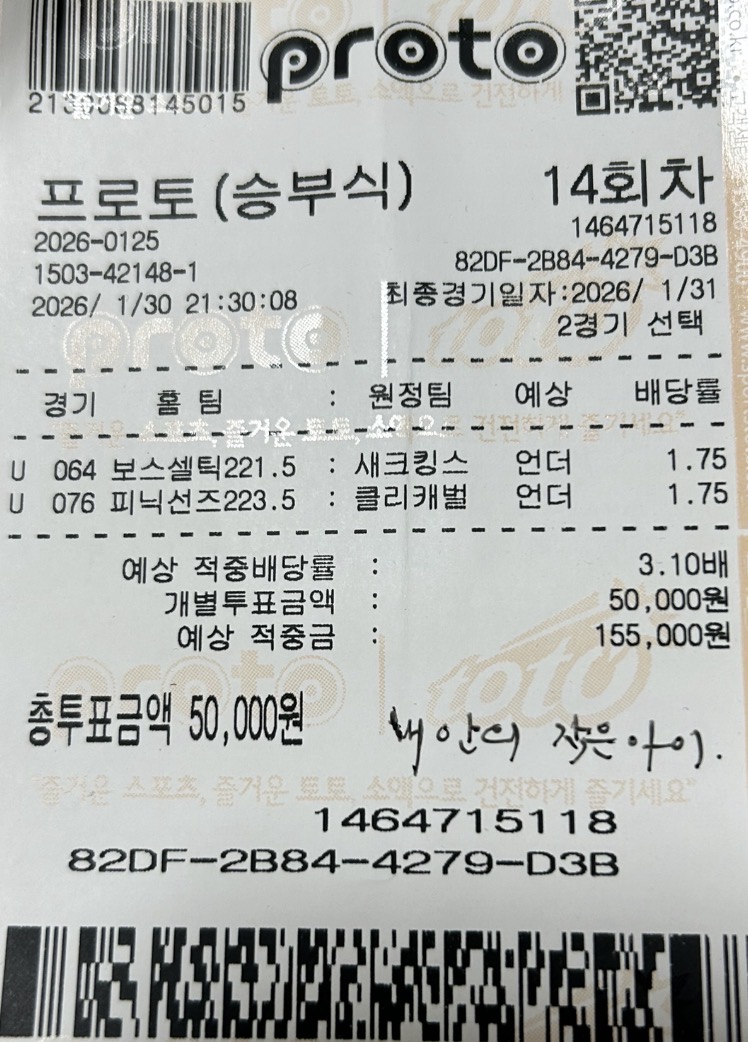 proto
프로토(승부식) 14회차
2026-0125 1464715118
1503-42148-1 82DF-2B84-4279-D3B
2026/ 1/30 21:30:08 최종경기일자:2026/ 1/31
2경기 선택
경기 홈 팀 : 원정팀 예상 배당률
U 064 보스셀틱221.5 : 새크킹스 언더 1.75
U 076 피닉선즈223.5 : 클리캐벌 언더 1.75
예상 적중배당률 : 3.10배
개별투표금액 : 50,000원
예상 적중금 : 155,000원
총투표금액 50,000원
내 안의 작은 아이.
"즐거운 스포츠, 즐거운 토토, 소액으로 건전하게 즐기세요"
1464715118
82DF-2B84-4279-D3B